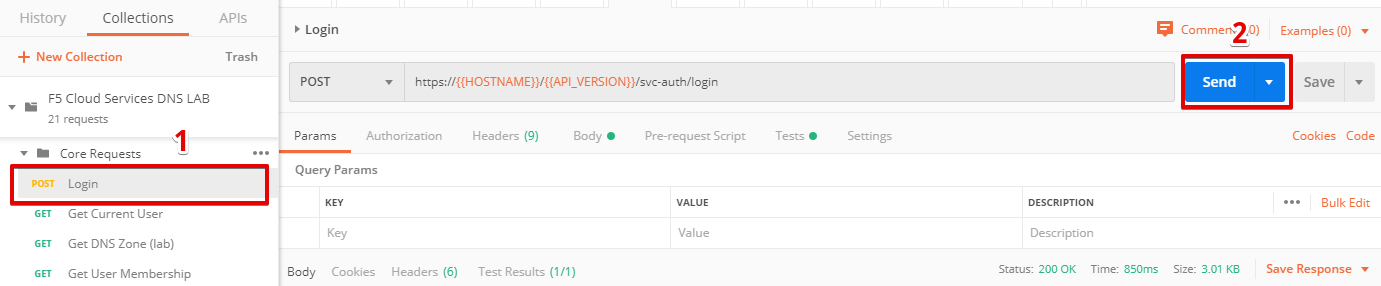 History Collections APIs
+ New Collection Trash
F5 Cloud Services DNS LAB
21 requests
1
Core Requests
POST Login
GET Get Current User
GET Get DNS Zone (lab)
GET Get User Membership
Login
2
Examples (0)
POST https://{{HOSTNAME}}/{{API_VERSION}}/svc-auth/login Send Save
Params Authorization Headers (9) Body Pre-request Script Tests Settings Cookies Code
Query Params
KEY VALUE DESCRIPTION ••• Bulk Edit
Key Value Description
Body Cookies Headers (6) Test Results (1/1) Status: 200 OK Time: 850ms Size: 3.01 KB Save Response